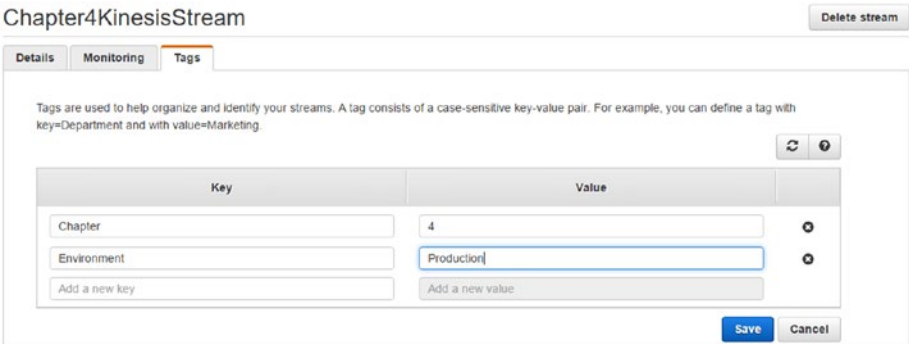 Chapter4KinesisStream
Delete stream
Details Monitoring Tags
Tags are used to help organize and identify your streams. A tag consists of a case-sensitive key-value pair. For example, you can define a tag with
key=Department and with value=Marketing.
Key Value
Chapter 4
Environment Production
Add a new key Add a new value
Save Cancel